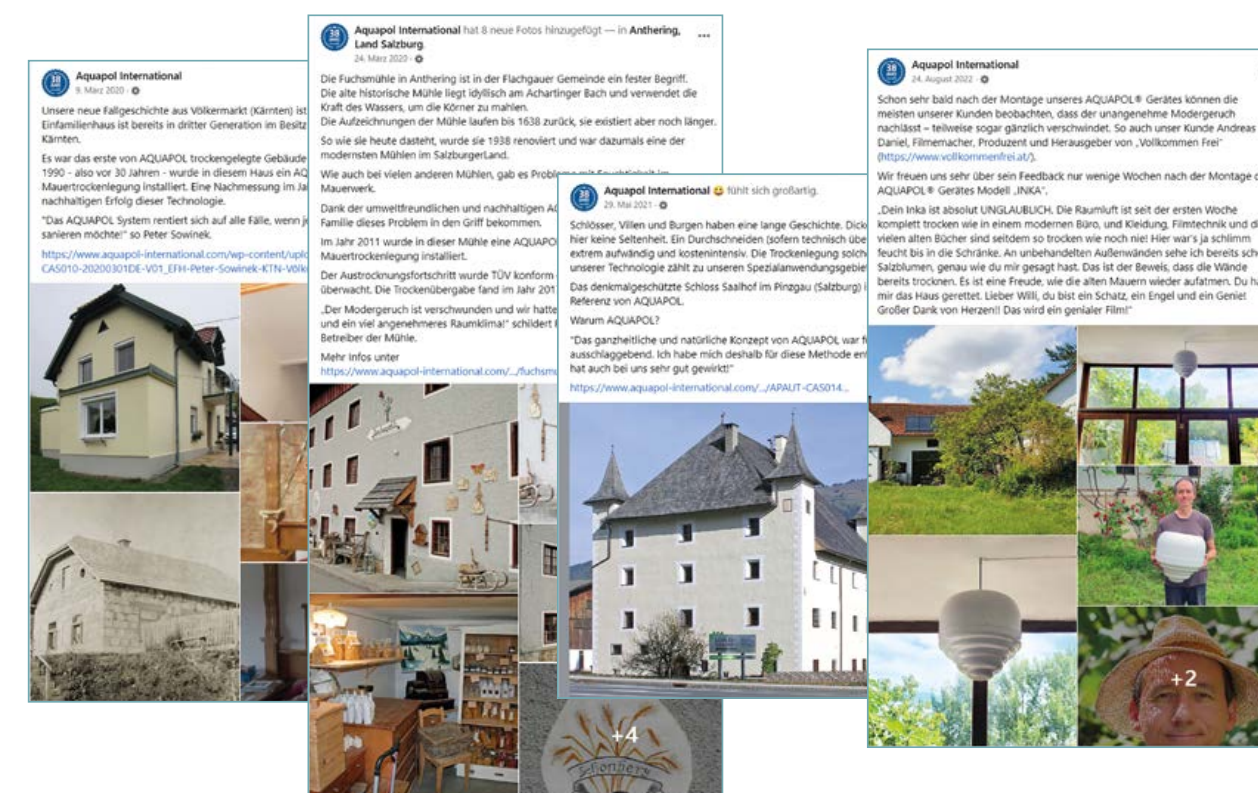 Aquapol International
9. März 2020
Unsere neue Fallgeschichte aus Völkermarkt (Kärnten) ist
Einfamilienhaus ist bereits in dritter Generation im Besitz
Kärnten.
Es war das erste von AQUAPOL trockengelegte Gebäude
1990 - also vor 30 Jahren - wurde in diesem Haus ein AQ
Mauertrockenlegung installiert. Eine Nachmessung im Ja
nachhaltigen Erfolg dieser Technologie.
"Das AQUAPOL System rentiert sich auf alle Fälle, wenn j
sanieren möchte!" so Peter Sowinek.
https://www.aquapol-international.com/wp-content/uplo
CAS010-20200301DE-V01_EFH-Peter-Sowinek-KTN-Völk
Aquapol International hat 8 neue Fotos hinzugefügt — in Anthering,
Land Salzburg.
24. März 2020
Die Fuchsmühle in Anthering ist in der Flachgauer Gemeinde ein fester Begriff.
Die alte historische Mühle liegt idyllisch am Achartinger Bach und verwendet die
Kraft des Wassers, um die Körner zu mahlen.
Die Aufzeichnungen der Mühle laufen bis 1638 zurück, sie existiert aber noch länger.
So wie sie heute dasteht, wurde sie 1938 renoviert und war dazumals eine der
modernsten Mühlen im SalzburgerLand.
Wie auch bei vielen anderen Mühlen, gab es Probleme mit Feuchtigkeit im
Mauerwerk.
Dank der umweltfreundlichen und nachhaltigen AQ
Familie dieses Problem in den Griff bekommen.
Im Jahr 2011 wurde in dieser Mühle eine AQUAPO
Mauertrockenlegung installiert.
Der Austrocknungsfortschritt wurde TÜV konform
überwacht. Die Trockenübergabe fand im Jahr 201
„Der Modergeruch ist verschwunden und wir hatte
und ein viel angenehmeres Raumklima!" schildert
Betreiber der Mühle.
Mehr Infos unter
https://www.aquapol-international.com/.../fuchsmu
+4
Aquapol International 😃 fühlt sich großartig.
29. Mai 2021
Schlösser, Villen und Burgen haben eine lange Geschichte. Dick
hier keine Seltenheit. Ein Durchschneiden (sofern technisch übe
extrem aufwändig und kostenintensiv. Die Trockenlegung solch
unserer Technologie zählt zu unseren Spezialanwendungsgebie
Das denkmalgeschützte Schloss Saalhof im Pinzgau (Salzburg) i
Referenz von AQUAPOL.
Warum AQUAPOL?
"Das ganzheitliche und natürliche Konzept von AQUAPOL war f
ausschlaggebend. Ich habe mich deshalb für diese Methode ent
hat auch bei uns sehr gut gewirkt!"
https://www.aquapol-international.com/.../APAUT-CAS014...
Aquapol International
24. August 2022
Schon sehr bald nach der Montage unseres AQUAPOL® Gerätes können die
meisten unserer Kunden beobachten, dass der unangenehme Modergeruch
nachlässt – teilweise sogar gänzlich verschwindet. So auch unser Kunde Andreas
Daniel, Filmemacher, Produzent und Herausgeber von „Vollkommen Frei"
(https://www.vollkommenfrei.at/).
Wir freuen uns sehr über sein Feedback nur wenige Wochen nach der Montage d
AQUAPOL® Gerätes Modell „INKA".
„Dein Inka ist absolut UNGLAUBLICH. Die Raumluft ist seit der ersten Woche
komplett trocken wie in einem modernen Büro, und Kleidung, Filmtechnik und di
vielen alten Bücher sind seitdem so trocken wie noch nie! Hier war's ja schlimm
feucht bis in die Schränke. An unbehandelten Außenwänden sehe ich bereits sch
Salzblumen, genau wie du mir gesagt hast. Das ist der Beweis, dass die Wände
bereits trocknen. Es ist eine Freude, wie die alten Mauern wieder aufatmen. Du ha
mir das Haus gerettet. Lieber Willi, du bist ein Schatz, ein Engel und ein Genie!
Großer Dank von Herzen!! Das wird ein genialer Film!"
+2